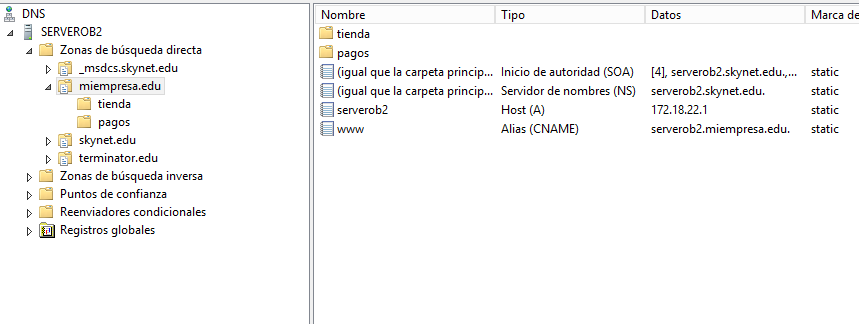 DNS
SERVEROB2
Zonas de búsqueda directa
_msdcs.skynet.edu
miempresa.edu
tienda
pagos
skynet.edu
terminator.edu
Zonas de búsqueda inversa
Puntos de confianza
Reenviadores condicionales
Registros globales
Nombre Tipo Datos Marca de
tienda
pagos
(igual que la carpeta princip... Inicio de autoridad (SOA) [4], serverob2.skynet.edu.,... static
(igual que la carpeta princip... Servidor de nombres (NS) serverob2.skynet.edu. static
serverob2 Host (A) 172.18.22.1 static
www Alias (CNAME) serverob2.miempresa.edu. static